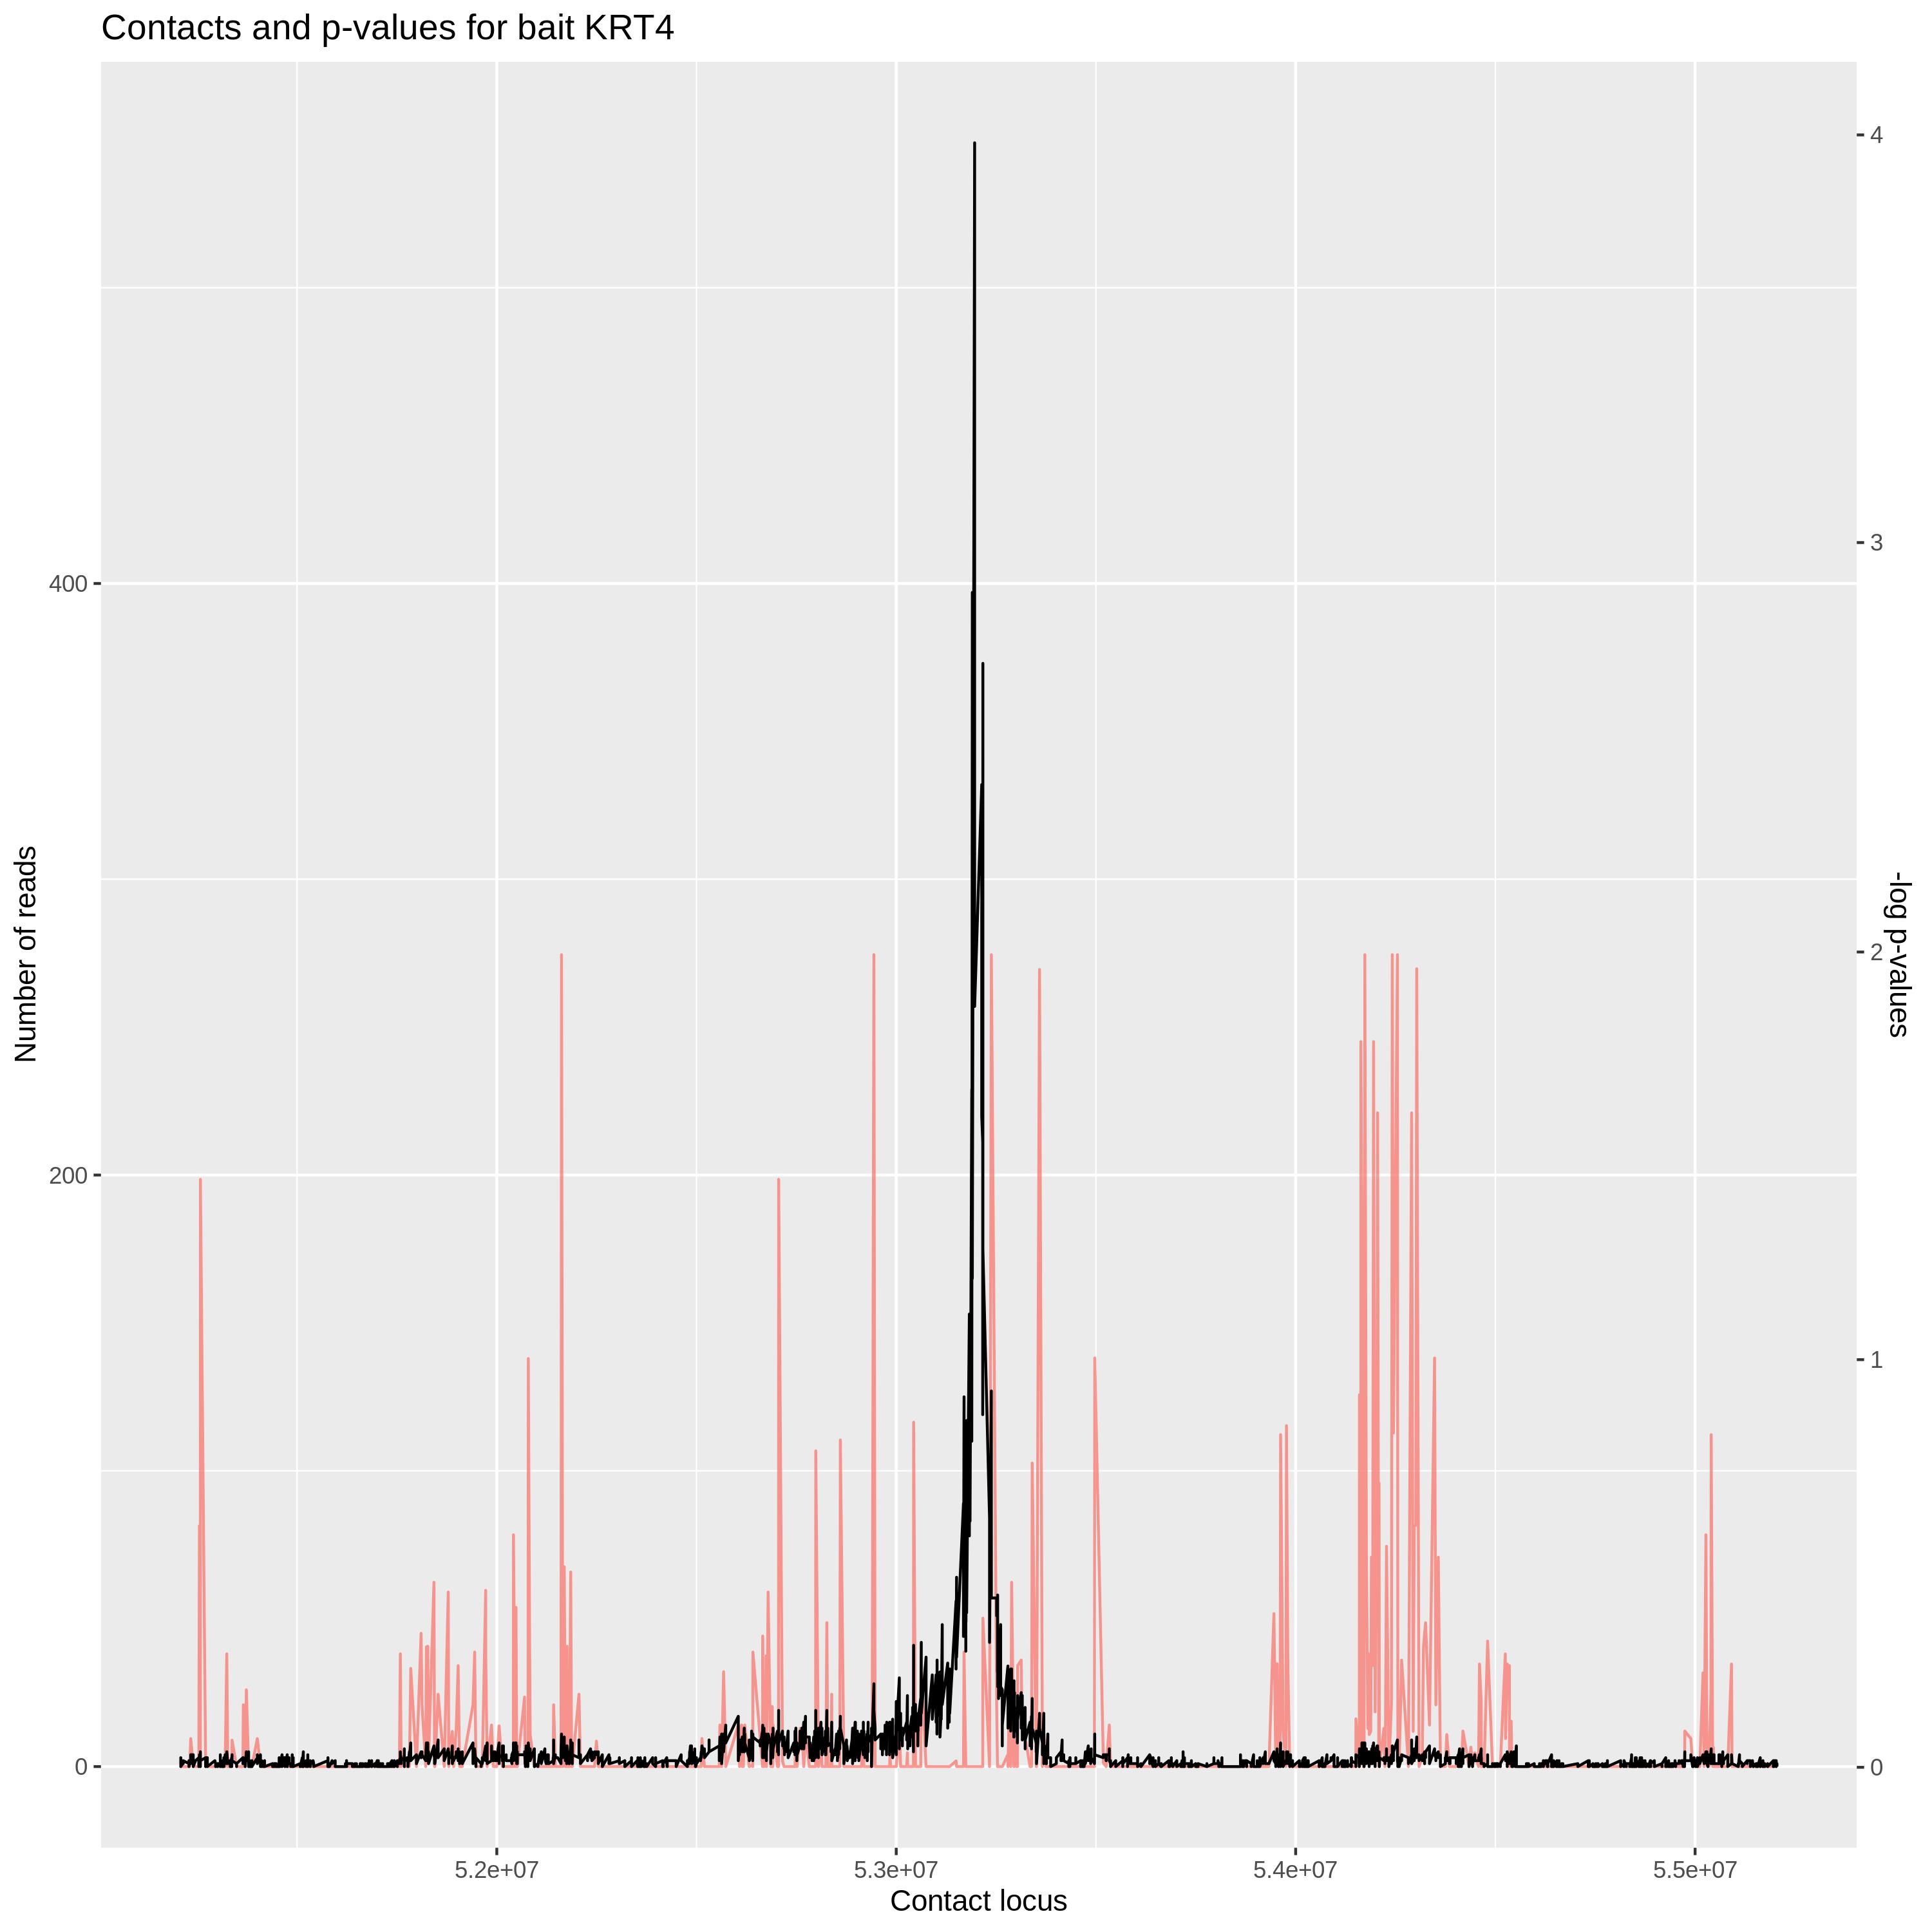 Contacts and p-values for bait KRT4
Number of reads
400
200
0
4
3
2
1
0
-log p-values
5.2e+07 5.3e+07 5.4e+07 5.5e+07
Contact locus